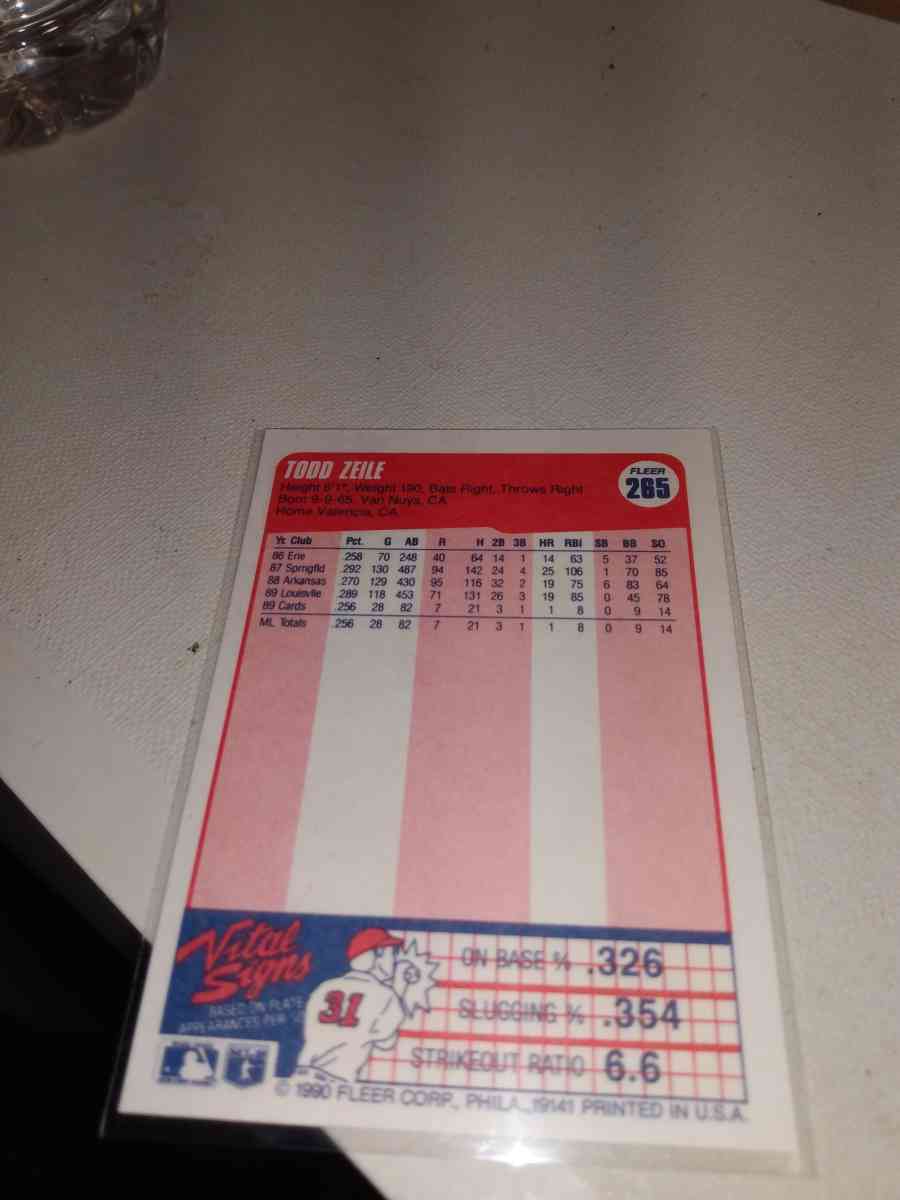 TODD ZEILE
FLEER
265
Height 6'1", Weight 190, Bats Right, Throws Right
Born 9-9-65, Van Nuys, CA
Home Valencia, CA
Yr. Club Pct. G AB R H 2B 3B HR RBI SB BB SO
86 Erie .258 70 248 40 64 14 1 14 63 5 37 52
87 Sprngfld .292 130 487 94 142 24 4 25 106 1 70 85
88 Arkansas .270 129 430 95 116 32 2 19 75 6 83 64
89 Louisvlle .289 118 453 71 131 26 3 19 85 0 45 78
89 Cards .256 28 82 7 21 3 1 1 8 0 9 14
ML Totals .256 28 82 7 21 3 1 1 8 0 9 14
Vital
Signs
BASED ON PLATE
APPEARANCES PER
31
ON BASE % .326
SLUGGING % .354
STRIKEOUT RATIO 6.6
© 1990 FLEER CORP., PHILA., 19141 PRINTED IN U.S.A.